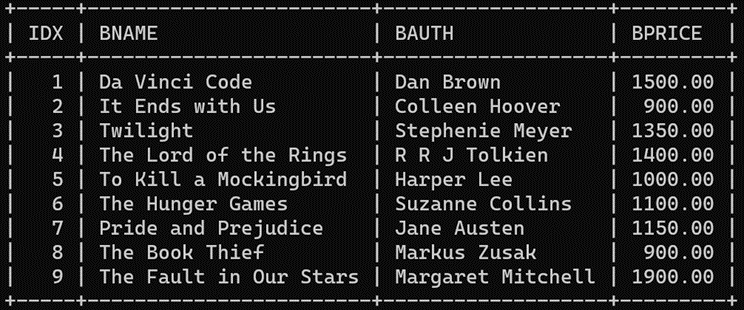 IDX BNAME BAUTH BPRICE
1 Da Vinci Code Dan Brown 1500.00
2 It Ends with Us Colleen Hoover 900.00
3 Twilight Stephenie Meyer 1350.00
4 The Lord of the Rings R R J Tolkien 1400.00
5 To Kill a Mockingbird Harper Lee 1000.00
6 The Hunger Games Suzanne Collins 1100.00
7 Pride and Prejudice Jane Austen 1150.00
8 The Book Thief Markus Zusak 900.00
9 The Fault in Our Stars Margaret Mitchell 1900.00